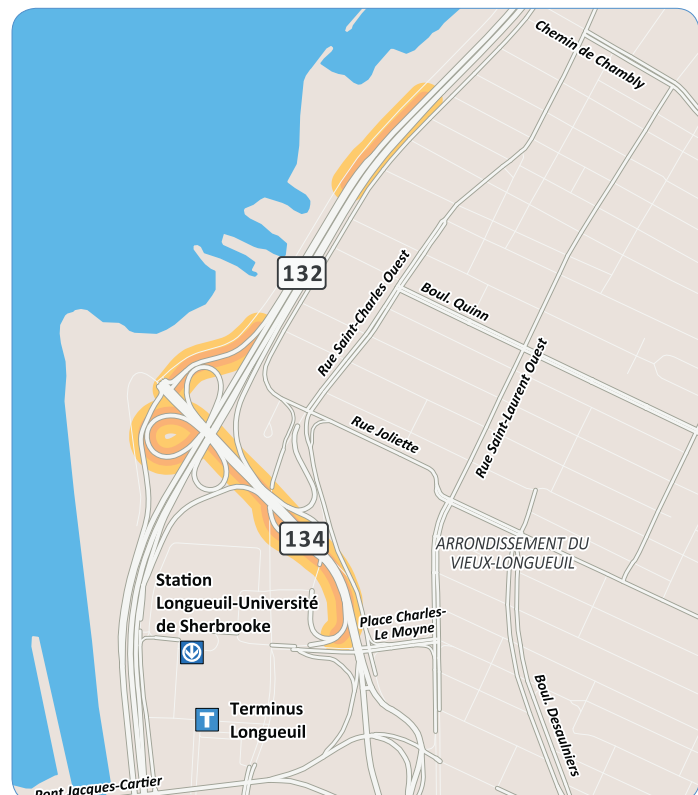 Chemin de Chambly
132
Rue Saint-Charles Ouest
Boul. Quinn
Rue Saint-Laurent Ouest
Rue Joliette
134
ARRONDISSEMENT DU
VIEUX-LONGUEUIL
Station
Longueuil-Université
de Sherbrooke
Place Charles-
Le Moyne
T
Terminus
Longueuil
Boul. Desaulniers
Pont Jacques-Cartier